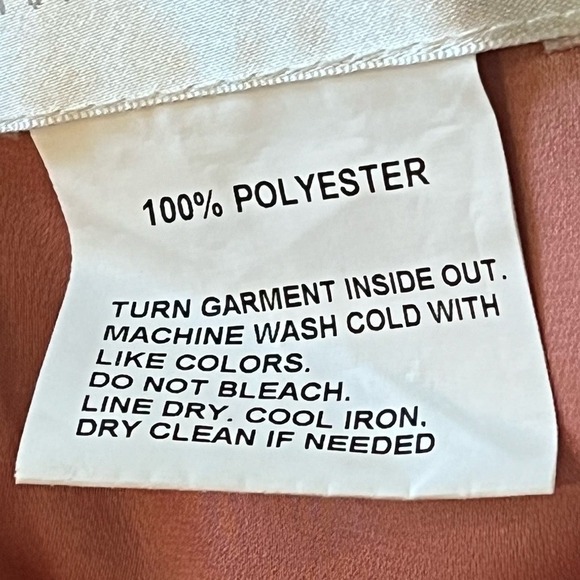 100% POLYESTER
TURN GARMENT INSIDE OUT.
MACHINE WASH COLD WITH
LIKE COLORS.
DO NOT BLEACH.
LINE DRY. COOL IRON.
DRY CLEAN IF NEEDED